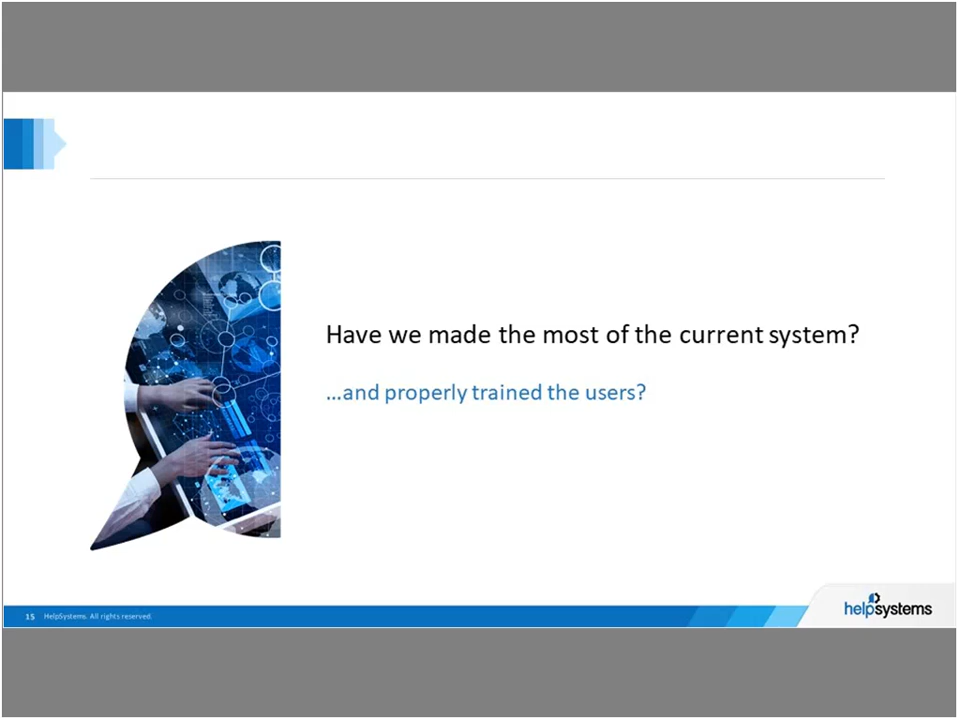 Have we made the most of the current system?
...and properly trained the users?
15 HelpSystems. All rights reserved.
helpsystems